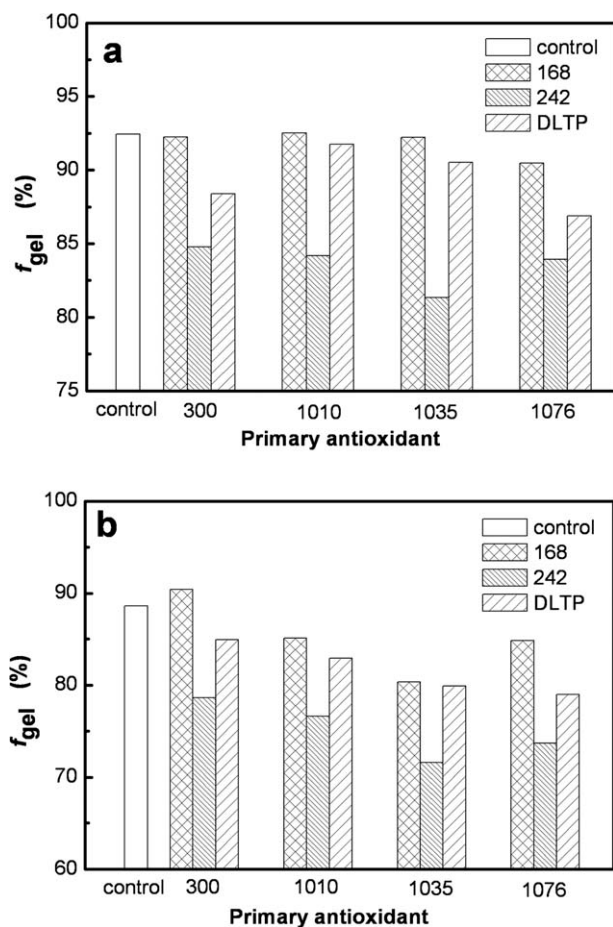 a
control
168
242
DLTP
100
95
90
85
80
75
fgel (%)
control 300 1010 1035 1076
Primary antioxidant
b
control
168
242
DLTP
100
90
80
70
60
fgel (%)
control 300 1010 1035 1076
Primary antioxidant